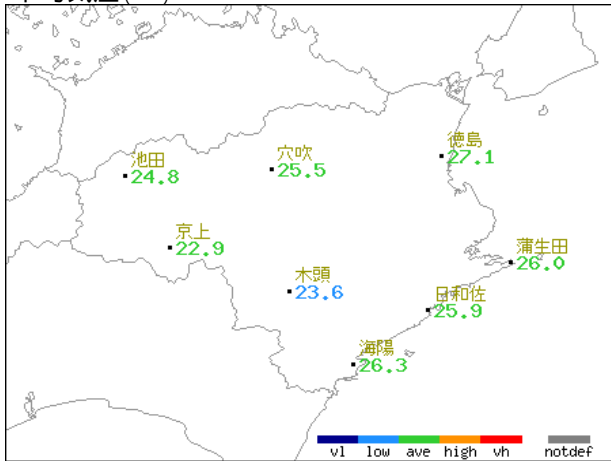 徳島
27.1
穴吹
25.5
池田
24.8
京上
22.9
蒲生田
26.0
木頭
23.6
日和佐
25.9
海陽
26.3
vl low ave high vh notdef